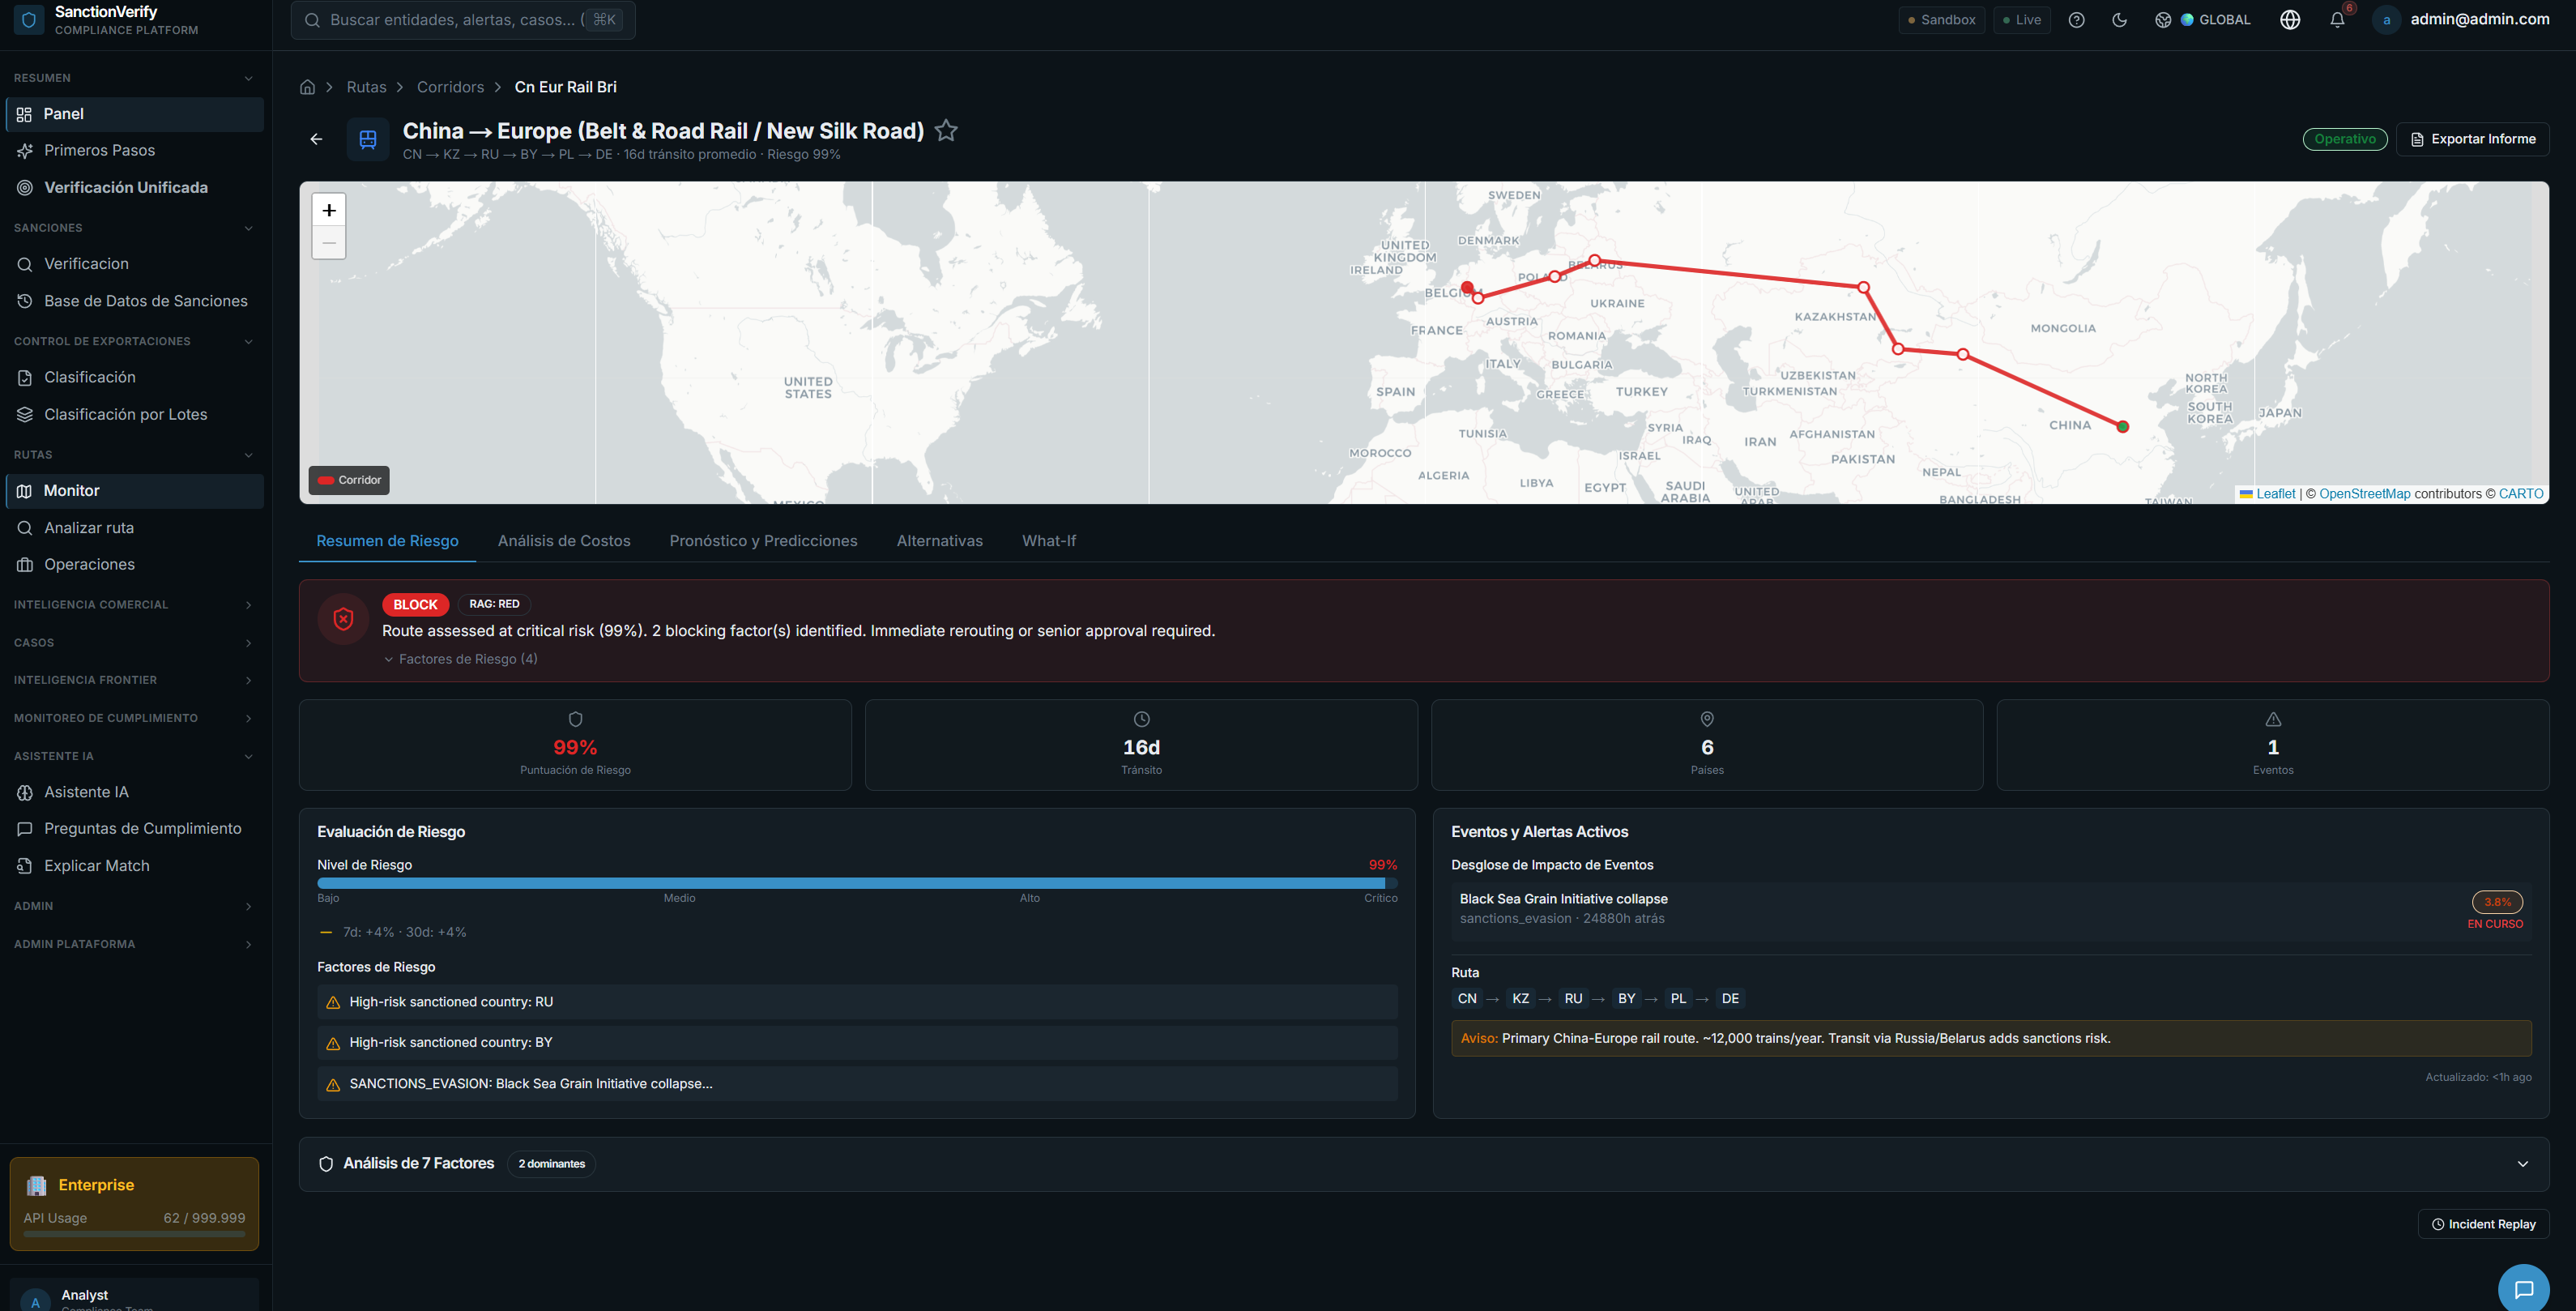 SanctionVerify
COMPLIANCE PLATFORM
Buscar entidades, alertas, casos... (⌘K
Sandbox
Live
GLOBAL
6
a
admin@admin.com
RESUMEN
Panel
Primeros Pasos
Verificación Unificada
SANCIONES
Verificacion
Base de Datos de Sanciones
CONTROL DE EXPORTACIONES
Clasificación
Clasificación por Lotes
RUTAS
Monitor
Analizar ruta
Operaciones
INTELIGENCIA COMERCIAL
CASOS
INTELIGENCIA FRONTIER
MONITOREO DE CUMPLIMIENTO
ASISTENTE IA
Asistente IA
Preguntas de Cumplimiento
Explicar Match
ADMIN
ADMIN PLATAFORMA
Enterprise
API Usage 62 / 999.999
A
Analyst
Compliance Team
Rutas > Corridors > Cn Eur Rail Bri
China → Europe (Belt & Road Rail / New Silk Road)
CN → KZ → RU → BY → PL → DE · 16d tránsito promedio · Riesgo 99%
Operativo
Exportar Informe
+
−
SWEDEN
DENMARK
UNITED
KINGDOM
IRELAND
BELARUS
BELGIUM
UKRAINE
KAZAKHSTAN
MONGOLIA
AUSTRIA
FRANCE
ROMANIA
ITALY
BULGARIA
UZBEKISTAN
TURKMENISTAN
SPAIN
GREECE
TURKEY
NORTH
KOREA
SOUTH
KOREA
JAPAN
UNITED
STATES
CHINA
SYRIA
IRAQ
IRAN
AFGHANISTAN
TUNISIA
MOROCCO
ISRAEL
PAKISTAN
NEPAL
ALGERIA
LIBYA
EGYPT
SAUDI
ARABIA
UNITED
ARAB
BANGLADESH
TAIWAN
MEXICO
Corridor
Leaflet | © OpenStreetMap contributors © CARTO
Resumen de Riesgo
Análisis de Costos
Pronóstico y Predicciones
Alternativas
What-If
BLOCK
RAG: RED
Route assessed at critical risk (99%). 2 blocking factor(s) identified. Immediate rerouting or senior approval required.
Factores de Riesgo (4)
99%
Puntuación de Riesgo
16d
Tránsito
6
Países
1
Eventos
Evaluación de Riesgo
Nivel de Riesgo 99%
Bajo Medio Alto Crítico
7d: +4% · 30d: +4%
Factores de Riesgo
High-risk sanctioned country: RU
High-risk sanctioned country: BY
SANCTIONS_EVASION: Black Sea Grain Initiative collapse...
Eventos y Alertas Activos
Desglose de Impacto de Eventos
Black Sea Grain Initiative collapse
sanctions_evasion · 24880h atrás
3.8%
EN CURSO
Ruta
CN → KZ → RU → BY → PL → DE
Aviso: Primary China-Europe rail route. ~12,000 trains/year. Transit via Russia/Belarus adds sanctions risk.
Actualizado: <1h ago
Análisis de 7 Factores
2 dominantes
Incident Replay